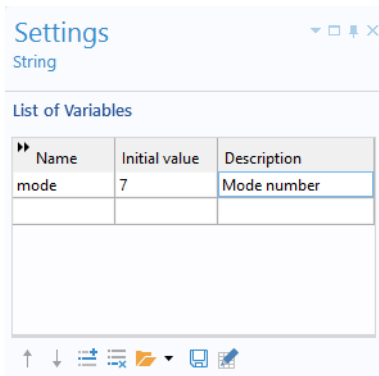 Settings
String
List of Variables
Name Initial value Description
mode 7 Mode number